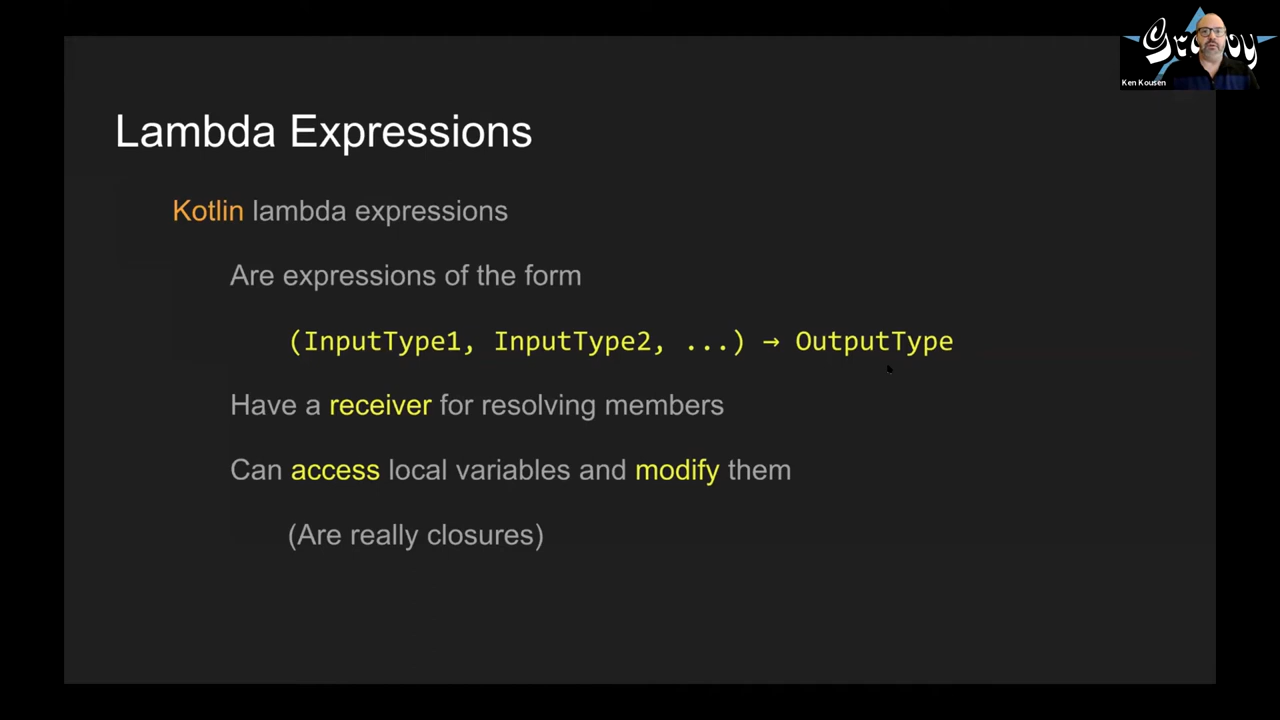 Groovy
Ken Kousen
Lambda Expressions
Kotlin lambda expressions
Are expressions of the form
(InputType1, InputType2, ...) → OutputType
Have a receiver for resolving members
Can access local variables and modify them
(Are really closures)